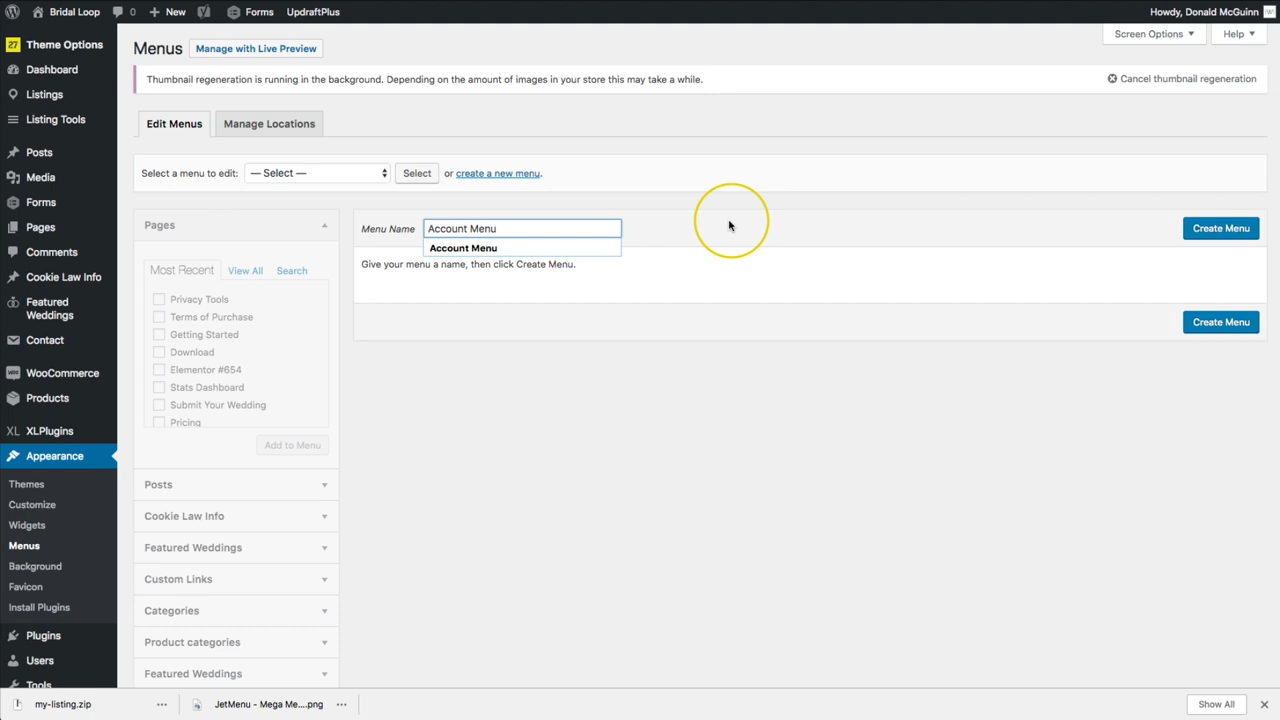 Bridal Loop 0 New Forms UpdraftPlus Howdy, Donald McGuinn
27 Theme Options
Dashboard
Listings
Listing Tools
Posts
Media
Forms
Pages
Comments
Cookie Law Info
Featured
Weddings
Contact
WooCommerce
Products
XL XLPlugins
Appearance
Themes
Customize
Widgets
Menus
Background
Favicon
Install Plugins
Plugins
Users
Tools
Screen Options Help
Menus Manage with Live Preview
Thumbnail regeneration is running in the background. Depending on the amount of images in your store this may take a while. Cancel thumbnail regeneration
Edit Menus Manage Locations
Select a menu to edit: — Select — Select or create a new menu.
Pages
Most Recent View All Search
Privacy Tools
Terms of Purchase
Getting Started
Download
Elementor #654
Stats Dashboard
Submit Your Wedding
Pricing
Add to Menu
Posts
Cookie Law Info
Featured Weddings
Custom Links
Categories
Product categories
Featured Weddings
Menu Name Account Menu Create Menu
Account Menu
Give your menu a name, then click Create Menu.
Create Menu
my-listing.zip JetMenu - Mega Me....png Show All